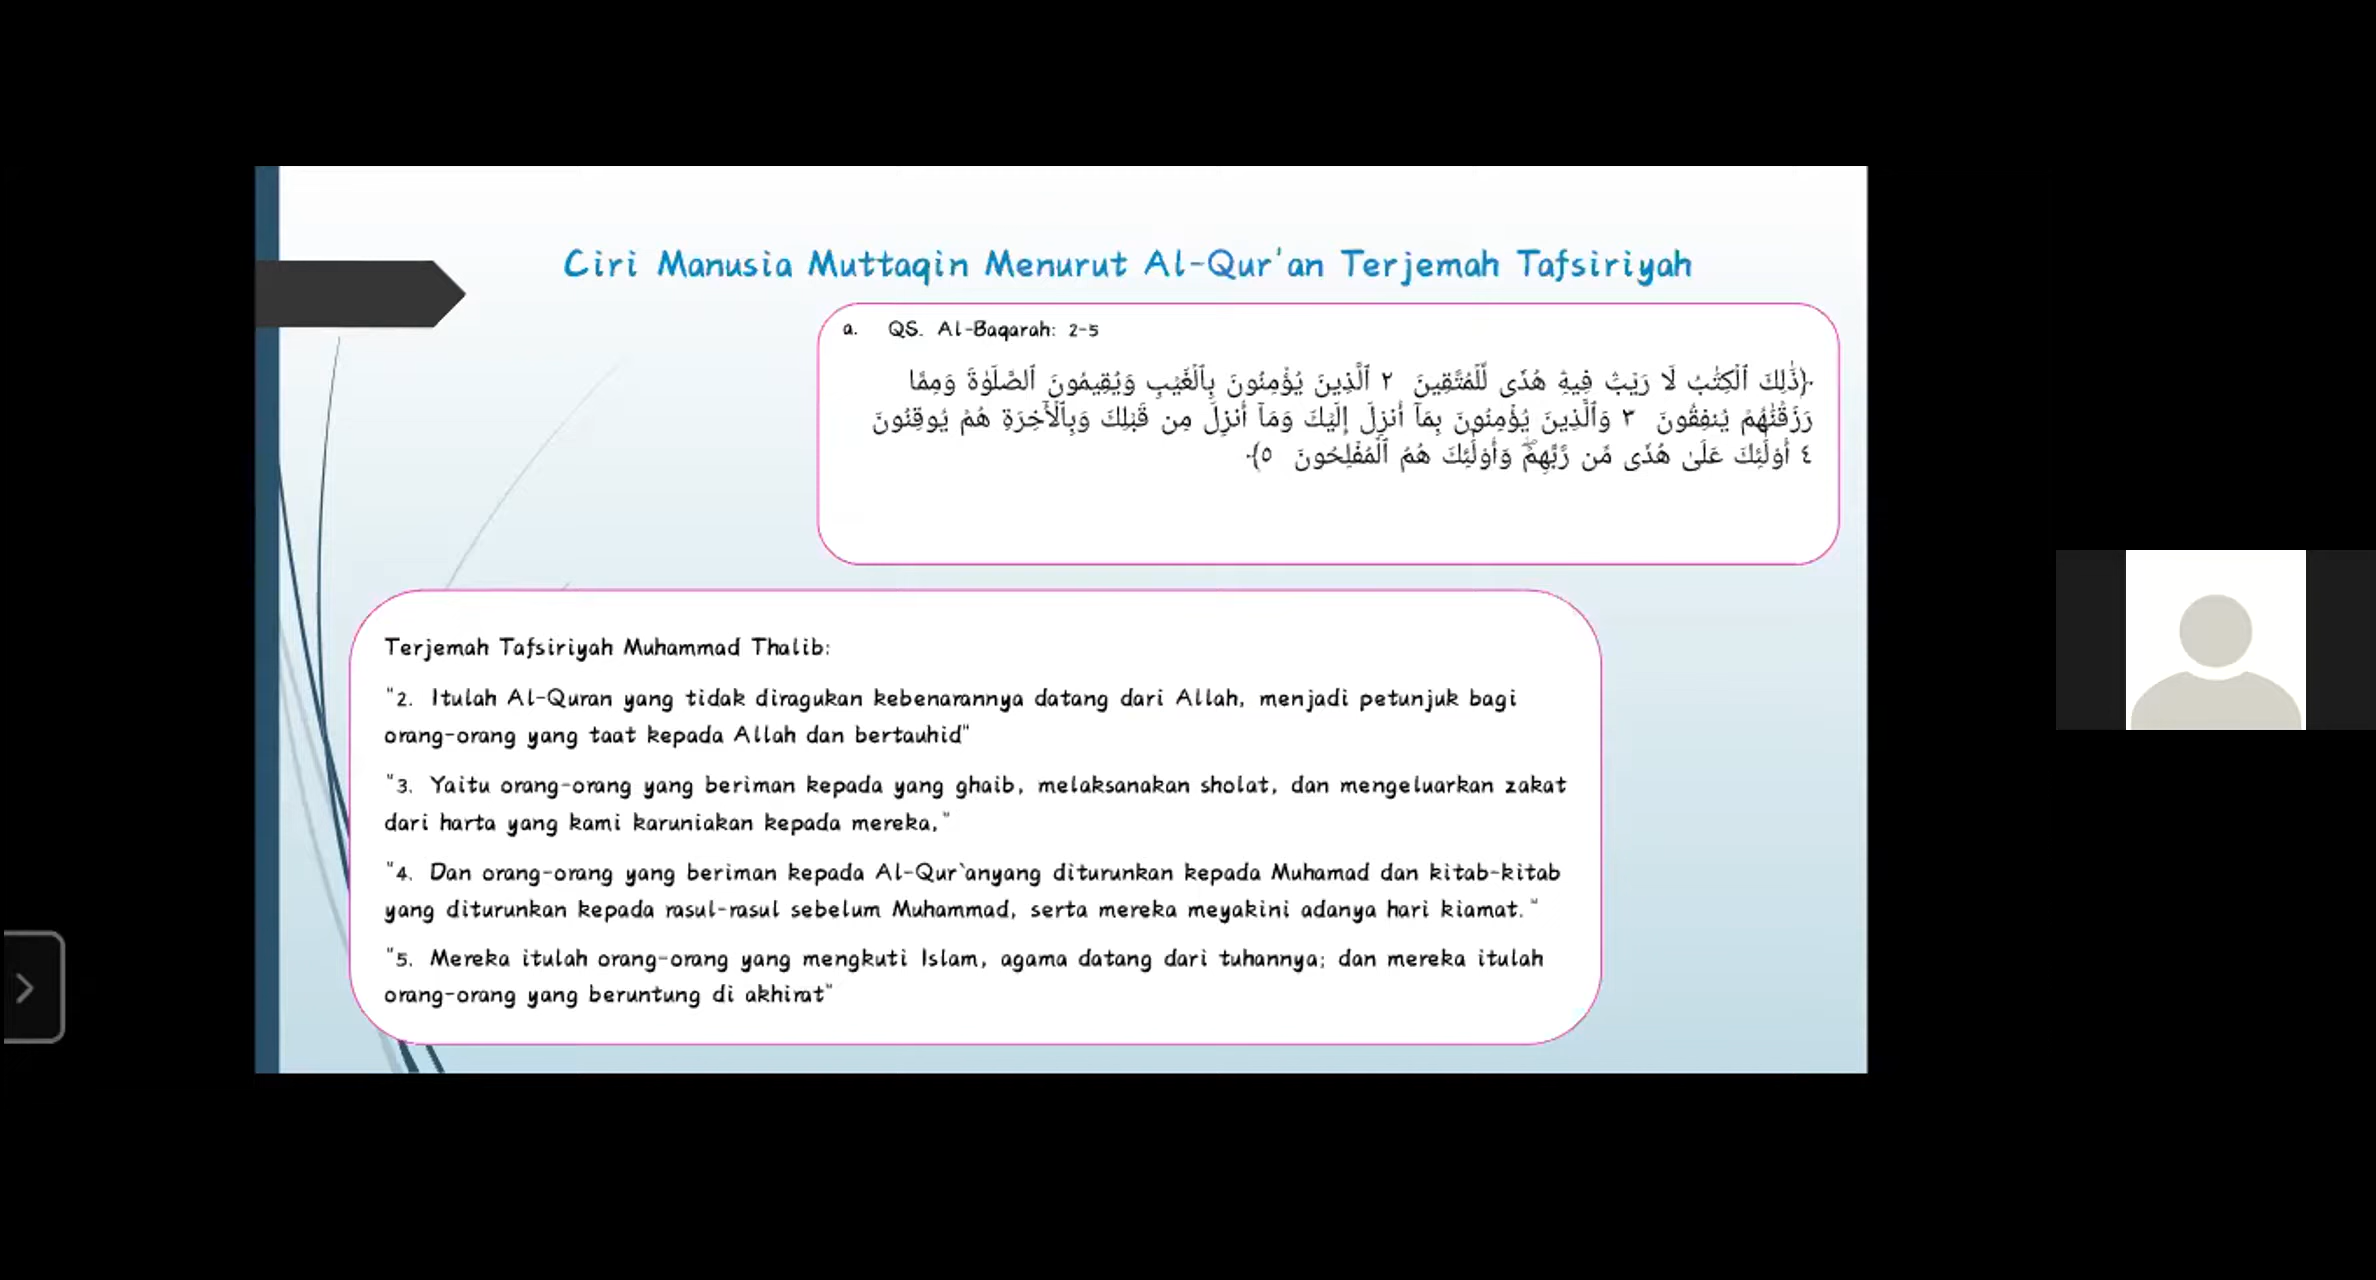 Ciri Manusia Muttaqin Menurut Al-Qur'an Terjemah Tafsiriyah
a. QS. Al-Baqarah: 2-5
﴿ذَٰلِكَ ٱلۡكِتَٰبُ لَا رَيۡبَۛ فِيهِۛ هُدٗى لِّلۡمُتَّقِينَ ٢ ٱلَّذِينَ يُؤۡمِنُونَ بِٱلۡغَيۡبِ وَيُقِيمُونَ ٱلصَّلَوٰةَ وَمِمَّا
رَزَقۡنَٰهُمۡ يُنفِقُونَ ٣ وَٱلَّذِينَ يُؤۡمِنُونَ بِمَآ أُنزِلَ إِلَيۡكَ وَمَآ أُنزِلَ مِن قَبۡلِكَ وَبِٱلۡأٓخِرَةِ هُمۡ يُوقِنُونَ
٤ أُوْلَٰٓئِكَ عَلَىٰ هُدٗى مِّن رَّبِّهِمۡۖ وَأُوْلَٰٓئِكَ هُمُ ٱلۡمُفۡلِحُونَ ٥﴾
Terjemah Tafsiriyah Muhammad Thalib:
"2. Itulah Al-Quran yang tidak diragukan kebenarannya datang dari Allah, menjadi petunjuk bagi
orang-orang yang taat kepada Allah dan bertauhid"
"3. Yaitu orang-orang yang beriman kepada yang ghaib, melaksanakan sholat, dan mengeluarkan zakat
dari harta yang kami karuniakan kepada mereka,"
"4. Dan orang-orang yang beriman kepada Al-Qur`anyang diturunkan kepada Muhamad dan kitab-kitab
yang diturunkan kepada rasul-rasul sebelum Muhammad, serta mereka meyakini adanya hari kiamat."
"5. Mereka itulah orang-orang yang mengkuti Islam, agama datang dari tuhannya; dan mereka itulah
orang-orang yang beruntung di akhirat"